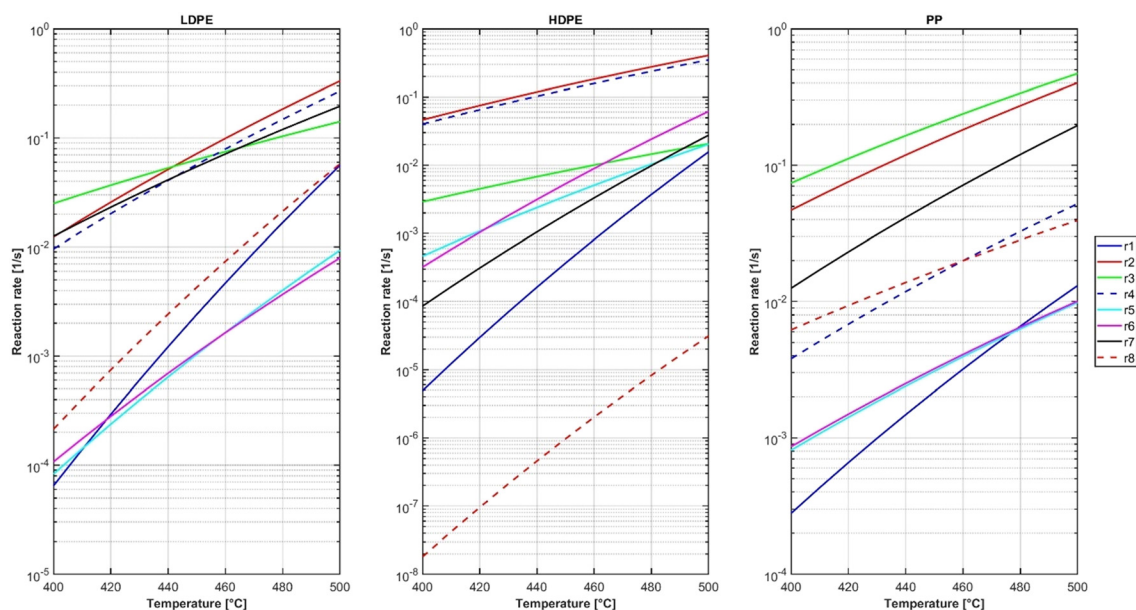 LDPE
Reaction rate [1/s]
10^0
10^-1
10^-2
10^-3
10^-4
10^-5
400 420 440 460 480 500
Temperature [°C]
HDPE
Reaction rate [1/s]
10^0
10^-1
10^-2
10^-3
10^-4
10^-5
10^-6
10^-7
10^-8
400 420 440 460 480 500
Temperature [°C]
PP
Reaction rate [1/s]
10^0
10^-1
10^-2
10^-3
10^-4
400 420 440 460 480 500
Temperature [°C]
r1
r2
r3
r4
r5
r6
r7
r8